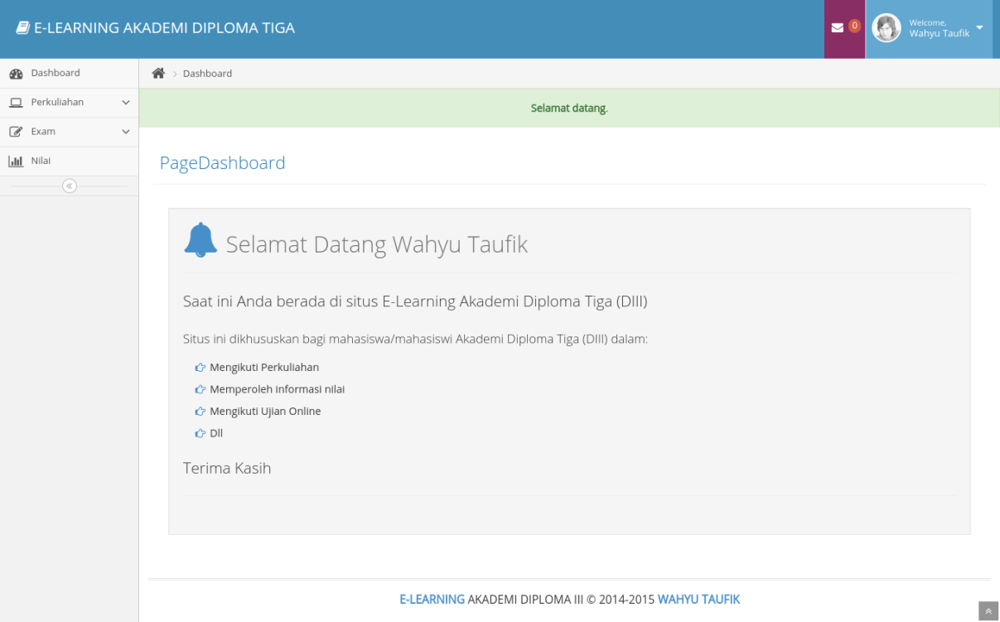 E-LEARNING AKADEMI DIPLOMA TIGA
0
Welcome,
Wahyu Taufik
Dashboard
Perkuliahan
Exam
Nilai
Dashboard
Selamat datang.
PageDashboard
Selamat Datang Wahyu Taufik
Saat ini Anda berada di situs E-Learning Akademi Diploma Tiga (DIII)
Situs ini dikhususkan bagi mahasiswa/mahasiswi Akademi Diploma Tiga (DIII) dalam:
Mengikuti Perkuliahan
Memperoleh informasi nilai
Mengikuti Ujian Online
Dll
Terima Kasih
E-LEARNING AKADEMI DIPLOMA III © 2014-2015 WAHYU TAUFIK